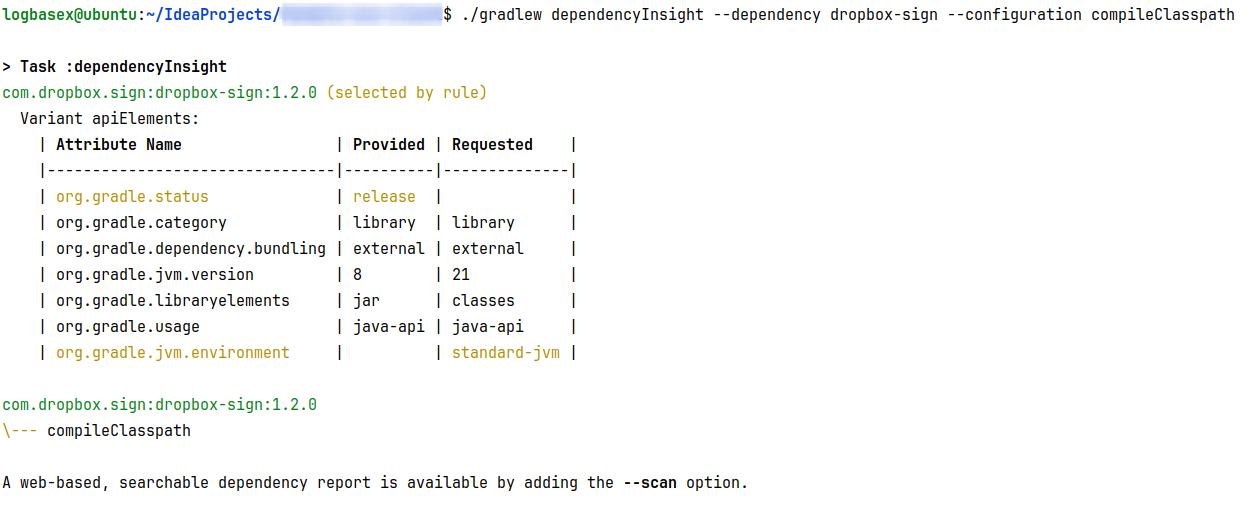 logbasex@ubuntu:~/IdeaProjects/$ ./gradlew dependencyInsight --dependency dropbox-sign --configuration compileClasspath
> Task :dependencyInsight
com.dropbox.sign:dropbox-sign:1.2.0 (selected by rule)
  Variant apiElements:
    | Attribute Name                 | Provided | Requested    |
    |--------------------------------|----------|--------------|
    | org.gradle.status              | release  |              |
    | org.gradle.category            | library  | library      |
    | org.gradle.dependency.bundling | external | external     |
    | org.gradle.jvm.version         | 8        | 21           |
    | org.gradle.libraryelements     | jar      | classes      |
    | org.gradle.usage               | java-api | java-api     |
    | org.gradle.jvm.environment     |          | standard-jvm |
com.dropbox.sign:dropbox-sign:1.2.0
\--- compileClasspath
A web-based, searchable dependency report is available by adding the --scan option.